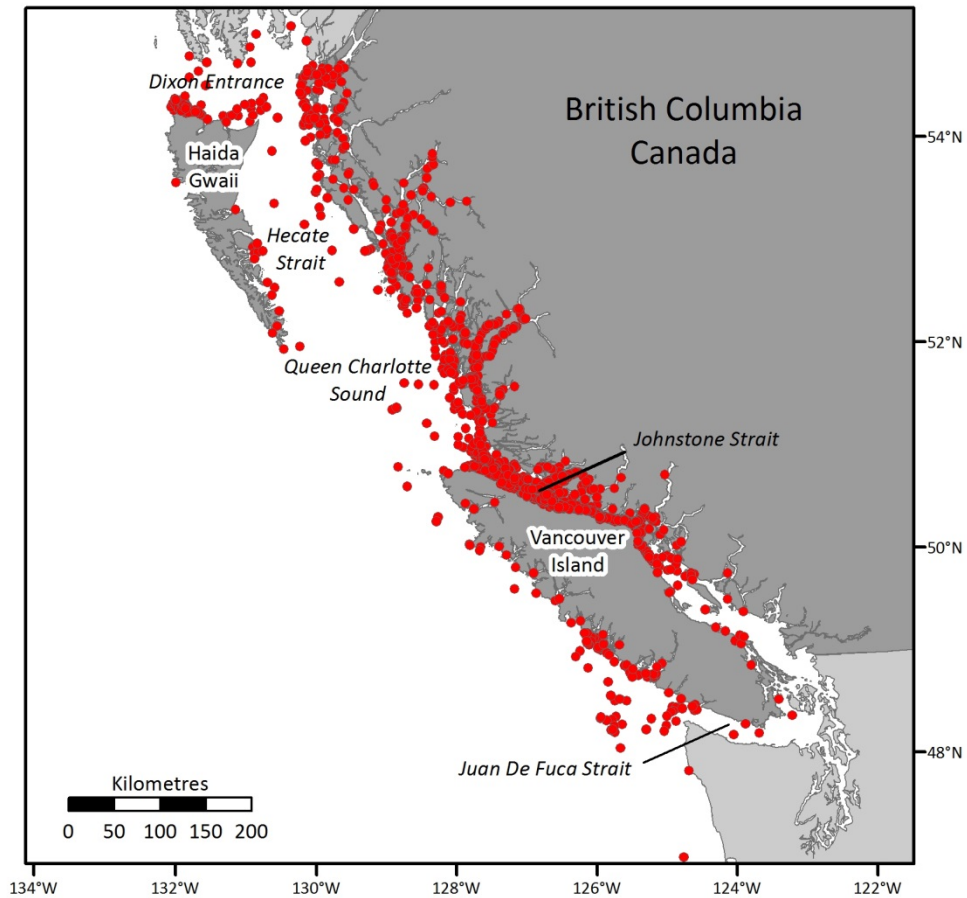 British Columbia
Canada
Dixon Entrance
54°N
Haida
Gwaii
Hecate
Strait
52°N
Queen Charlotte
Sound
Johnstone Strait
Vancouver
Island
50°N
48°N
Juan De Fuca Strait
Kilometres
0 50 100 150 200
134°W 132°W 130°W 128°W 126°W 124°W 122°W